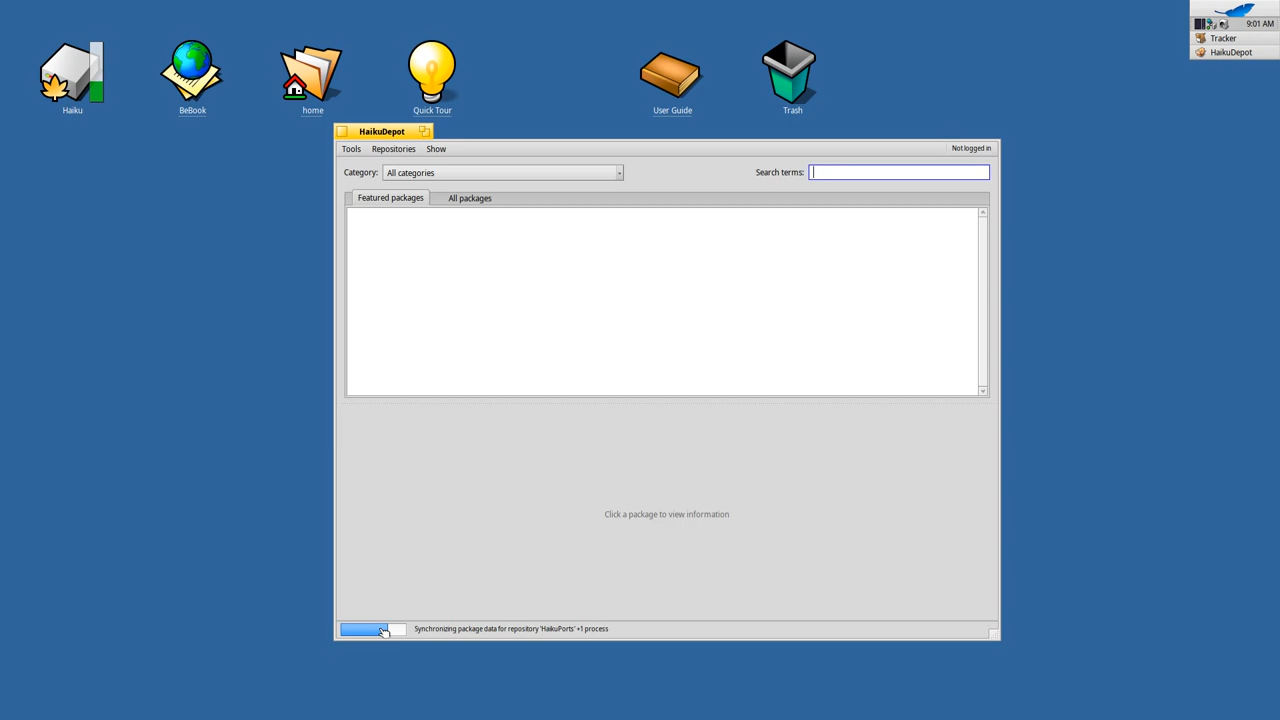 9:01 AM
Tracker
HaikuDepot
Haiku
BeBook
home
Quick Tour
User Guide
Trash
HaikuDepot
Tools Repositories Show Not logged in
Category: All categories Search terms:
Featured packages All packages
Click a package to view information
Synchronizing package data for repository 'HaikuPorts' +1 process